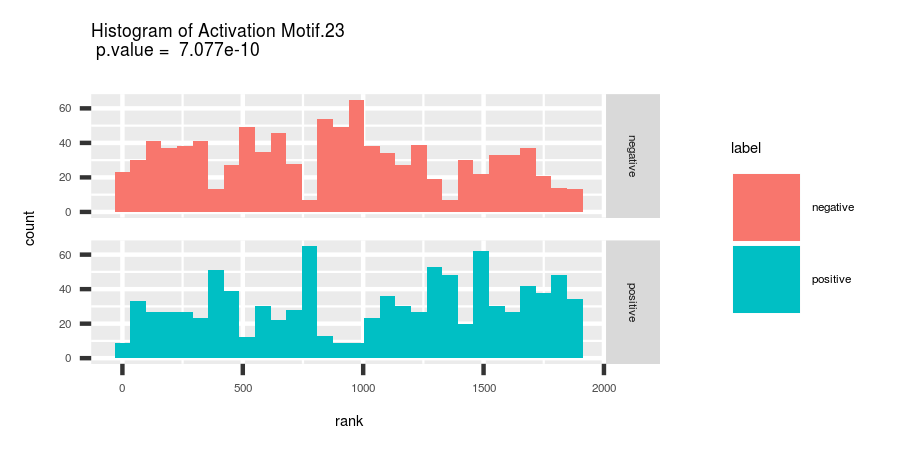 Histogram of Activation Motif.23
p.value = 7.077e-10
count
60
40
20
0
negative
60
40
20
0
positive
0
500
1000
1500
2000
rank
label
negative
positive